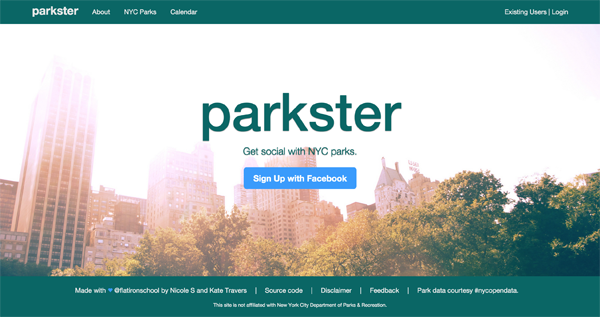 parkster About NYC Parks Calendar Existing Users | Login
parkster
Get social with NYC parks.
Sign Up with Facebook
Made with ♥ @flatironschool by Nicole S and Kate Travers | Source code | Disclaimer | Feedback | Park data courtesy #nycopendata.
This site is not affiliated with New York City Department of Parks & Recreation.